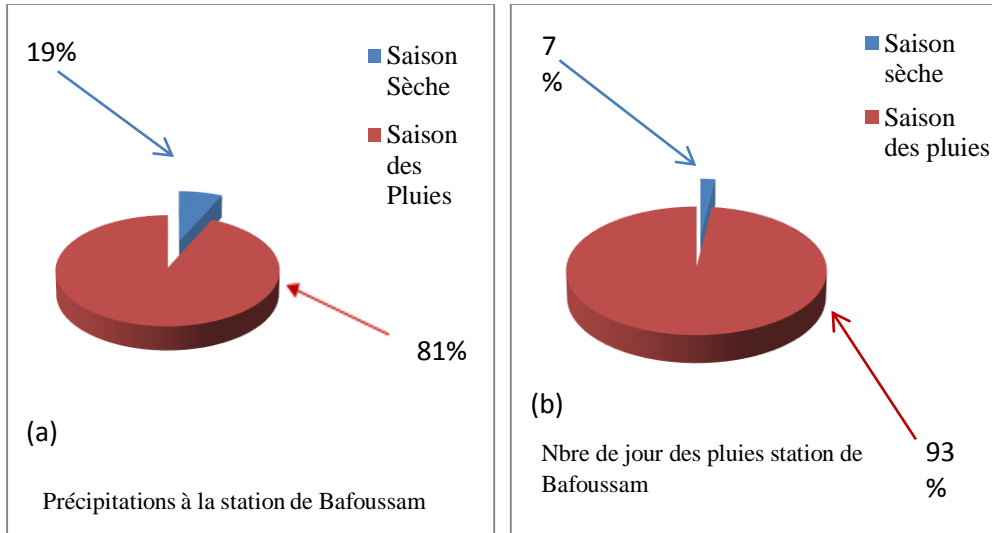 19%
Saison
Sèche
Saison
des
Pluies
81%
(a)
Précipitations à la station de Bafoussam
7
%
Saison
sèche
Saison
des pluies
(b)
Nbre de jour des pluies station de
Bafoussam
93
%